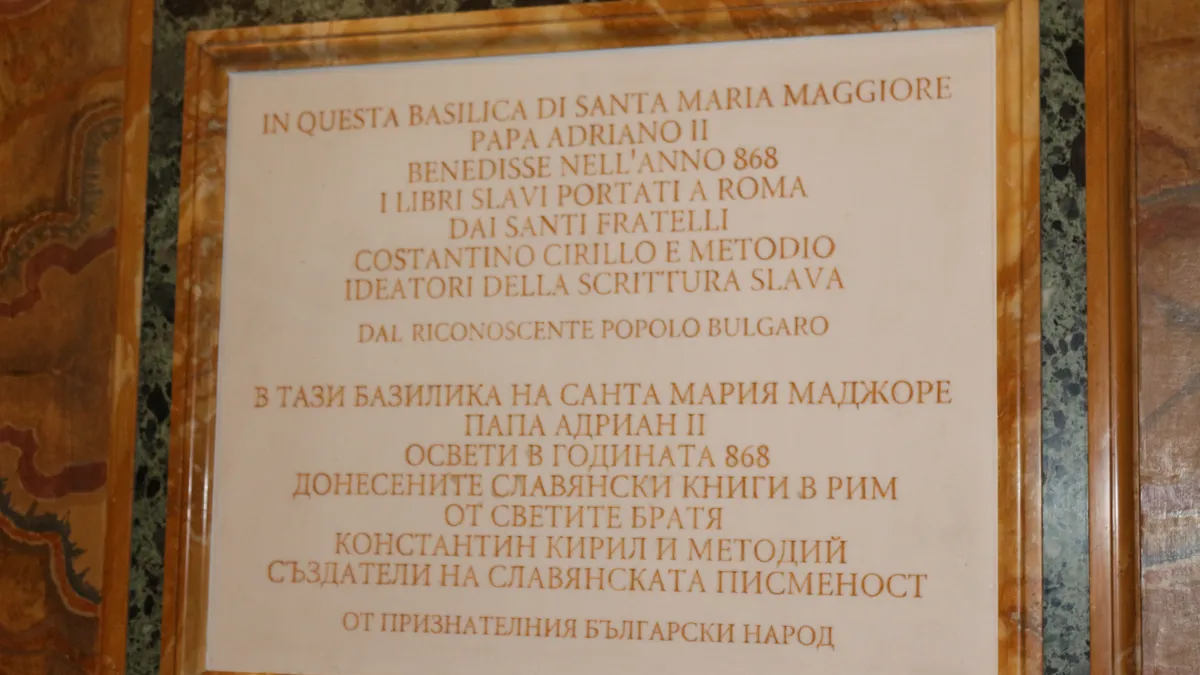 IN QUESTA BASILICA DI SANTA MARIA MAGGIORE
PAPA ADRIANO II
BENEDISSE NELL'ANNO 868
I LIBRI SLAVI PORTATI A ROMA
DAI SANTI FRATELLI
COSTANTINO CIRILLO E METODIO
IDEATORI DELLA SCRITTURA SLAVA
DAL RICONOSCENTE POPOLO BULGARO
В ТАЗИ БАЗИЛИКА НА САНТА МАРИЯ МАДЖОРЕ
ПАПА АДРИАН II
ОСВЕТИ В ГОДИНАТА 868
ДОНЕСЕНИТЕ СЛАВЯНСКИ КНИГИ В РИМ
ОТ СВЕТИТЕ БРАТЯ
КОНСТАНТИН КИРИЛ И МЕТОДИЙ
СЪЗДАТЕЛИ НА СЛАВЯНСКАТА ПИСМЕНОСТ
ОТ ПРИЗНАТЕЛНИЯ БЪЛГАРСКИ НАРОД